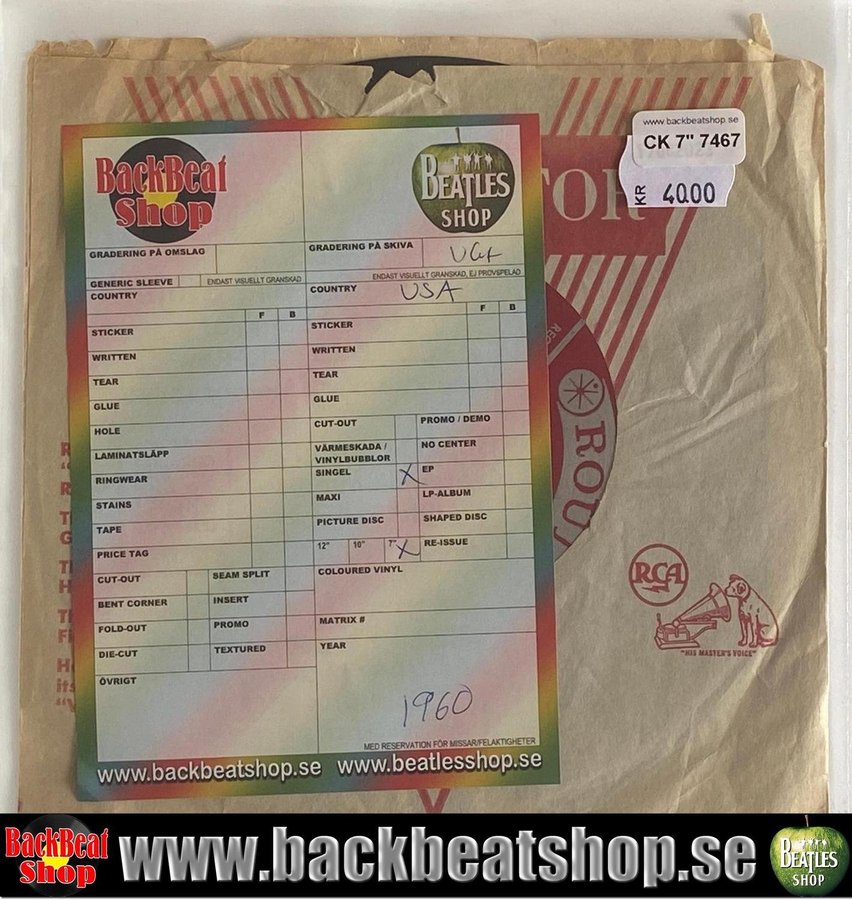 www.backbeatshop.se
CK 7" 7467
KR 40.00
TOR
BackBeat
Shop
BEATLES
SHOP
GRADERING PÅ OMSLAG
GRADERING PÅ SKIVA VG+
GENERIC SLEEVE ENDAST VISUELLT GRANSKAD
ENDAST VISUELLT GRANSKAD, EJ PROVSPELAD
COUNTRY
COUNTRY USA
F B
F B
STICKER
STICKER
WRITTEN
WRITTEN
TEAR
TEAR
GLUE
GLUE
HOLE
CUT-OUT PROMO / DEMO
LAMINATSLÄPP
VÄRMESKADA / NO CENTER
VINYLBUBBLOR
RINGWEAR
SINGEL X EP
STAINS
MAXI LP-ALBUM
TAPE
PICTURE DISC SHAPED DISC
PRICE TAG
12" 10" 7" X RE-ISSUE
CUT-OUT SEAM SPLIT
COLOURED VINYL
BENT CORNER INSERT
FOLD-OUT PROMO
MATRIX #
DIE-CUT TEXTURED
YEAR
ÖVRIGT
1960
MED RESERVATION FÖR MISSAR/FELAKTIGHETER
www.backbeatshop.se www.beatlesshop.se
ROU
RCA
"HIS MASTER'S VOICE"
BackBeat
Shop
www.backbeatshop.se
BEATLES
SHOP